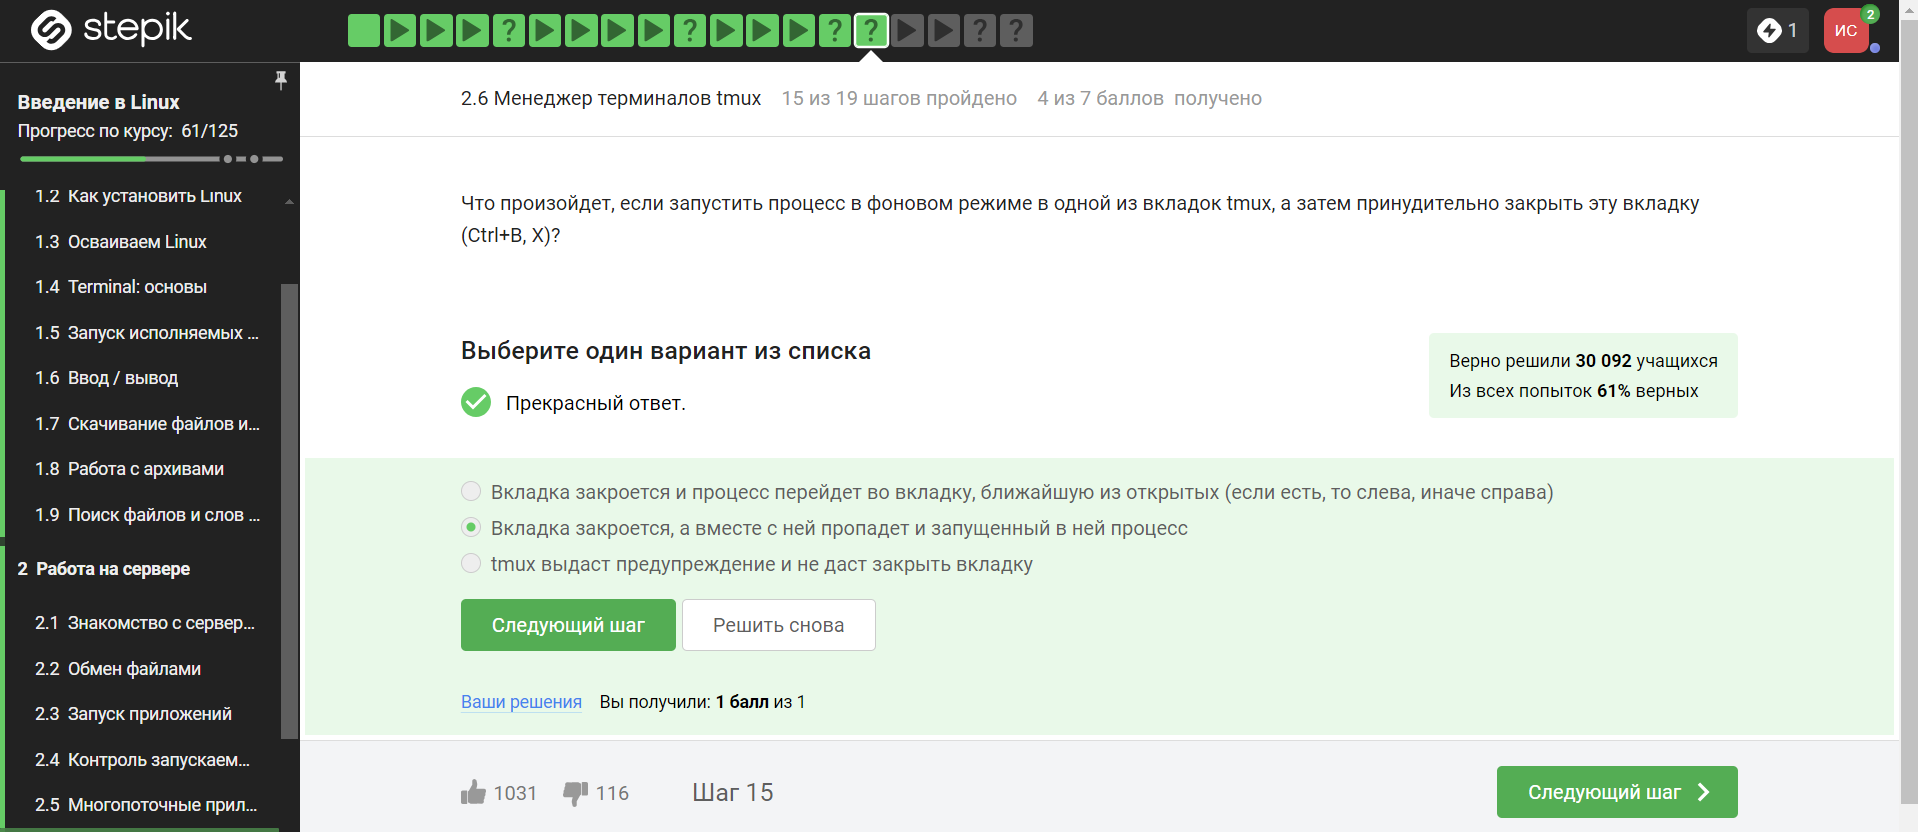 stepik
? ? ? ? ? ?
1
ИС
2
Введение в Linux
Прогресс по курсу: 61/125
1.2 Как установить Linux
1.3 Осваиваем Linux
1.4 Terminal: основы
1.5 Запуск исполняемых ...
1.6 Ввод / вывод
1.7 Скачивание файлов и...
1.8 Работа с архивами
1.9 Поиск файлов и слов ...
2 Работа на сервере
2.1 Знакомство с сервер...
2.2 Обмен файлами
2.3 Запуск приложений
2.4 Контроль запускаем...
2.5 Многопоточные прил...
2.6 Менеджер терминалов tmux 15 из 19 шагов пройдено 4 из 7 баллов получено
Что произойдет, если запустить процесс в фоновом режиме в одной из вкладок tmux, а затем принудительно закрыть эту вкладку
(Ctrl+B, X)?
Выберите один вариант из списка
Прекрасный ответ.
Верно решили 30 092 учащихся
Из всех попыток 61% верных
Вкладка закроется и процесс перейдет во вкладку, ближайшую из открытых (если есть, то слева, иначе справа)
Вкладка закроется, а вместе с ней пропадет и запущенный в ней процесс
tmux выдаст предупреждение и не даст закрыть вкладку
Следующий шаг Решить снова
Ваши решения Вы получили: 1 балл из 1
1031 116 Шаг 15 Следующий шаг